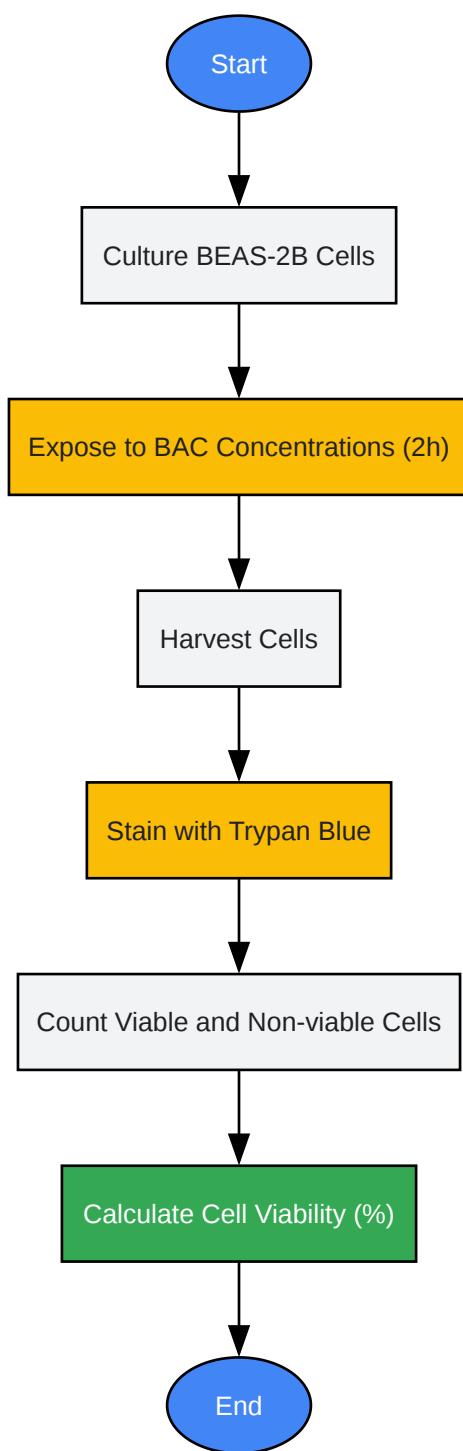 Start
Culture BEAS-2B Cells
Expose to BAC Concentrations (2h)
Harvest Cells
Stain with Trypan Blue
Count Viable and Non-viable Cells
Calculate Cell Viability (%)
End